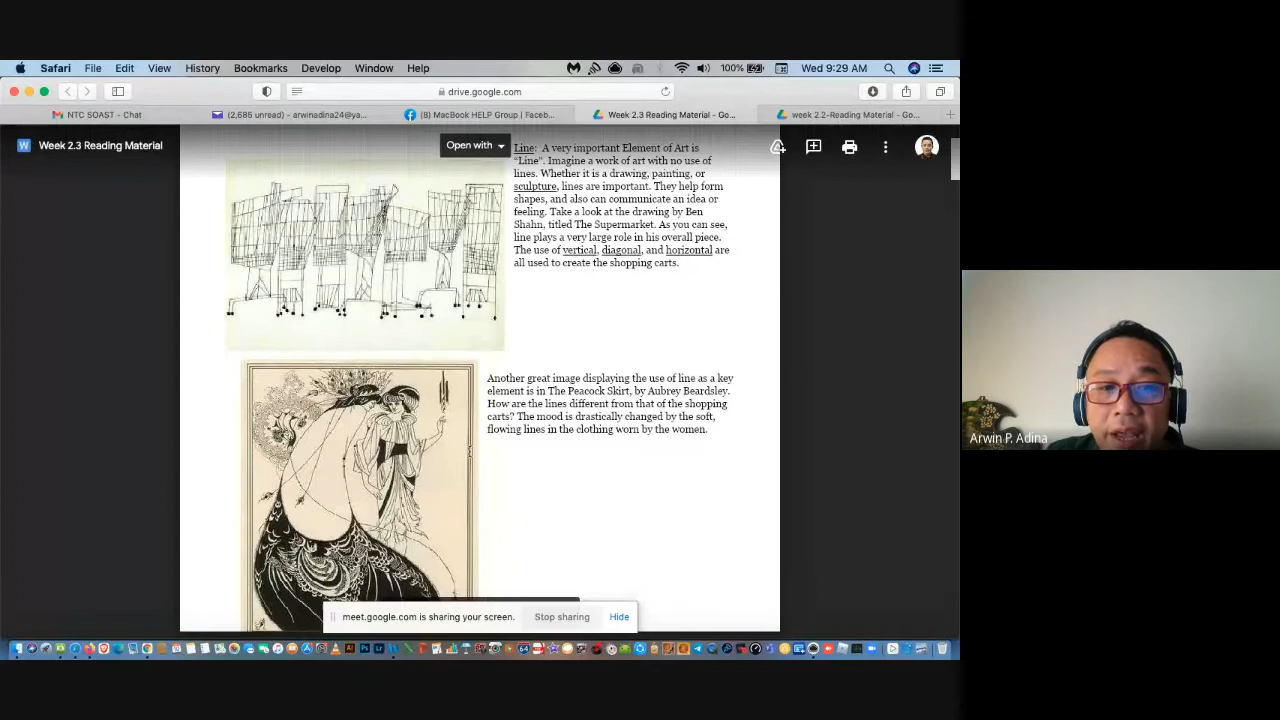 Safari File Edit View History Bookmarks Develop Window Help 100% Wed 9:29 AM
drive.google.com
NTC SOAST - Chat
(2,685 unread) - arwinadina24@ya...
(8) MacBook HELP Group | Faceb...
Week 2.3 Reading Material - Go...
week 2.2-Reading Material - Go...
W Week 2.3 Reading Material
Open with
Line: A very important Element of Art is
“Line”. Imagine a work of art with no use of
lines. Whether it is a drawing, painting, or
sculpture, lines are important. They help form
shapes, and also can communicate an idea or
feeling. Take a look at the drawing by Ben
Shahn, titled The Supermarket. As you can see,
line plays a very large role in his overall piece.
The use of vertical, diagonal, and horizontal are
all used to create the shopping carts.
Another great image displaying the use of line as a key
element is in The Peacock Skirt, by Aubrey Beardsley.
How are the lines different from that of the shopping
carts? The mood is drastically changed by the soft,
flowing lines in the clothing worn by the women.
meet.google.com is sharing your screen. Stop sharing Hide
Arwin P. Adina